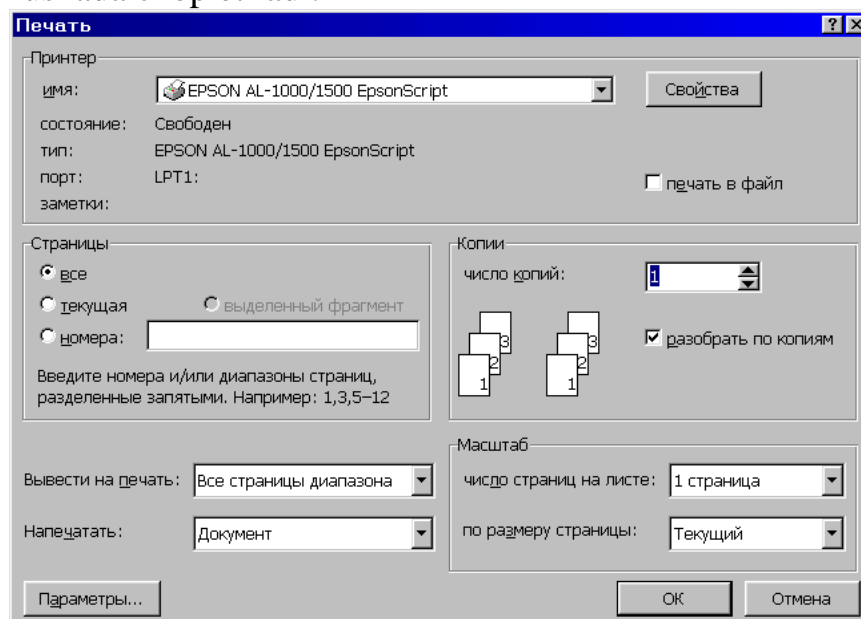 Печать
Принтер
имя: EPSON AL-1000/1500 EpsonScript Свойства
состояние: Свободен
тип: EPSON AL-1000/1500 EpsonScript
порт: LPT1: печать в файл
заметки:
Страницы
все
текущая выделенный фрагмент
номера:
Введите номера и/или диапазоны страниц,
разделенные запятыми. Например: 1,3,5–12
Копии
число копий: 1
разобрать по копиям
3 3
2 2
1 1
Вывести на печать: Все страницы диапазона
Напечатать: Документ
Масштаб
число страниц на листе: 1 страница
по размеру страницы: Текущий
Параметры... ОК Отмена